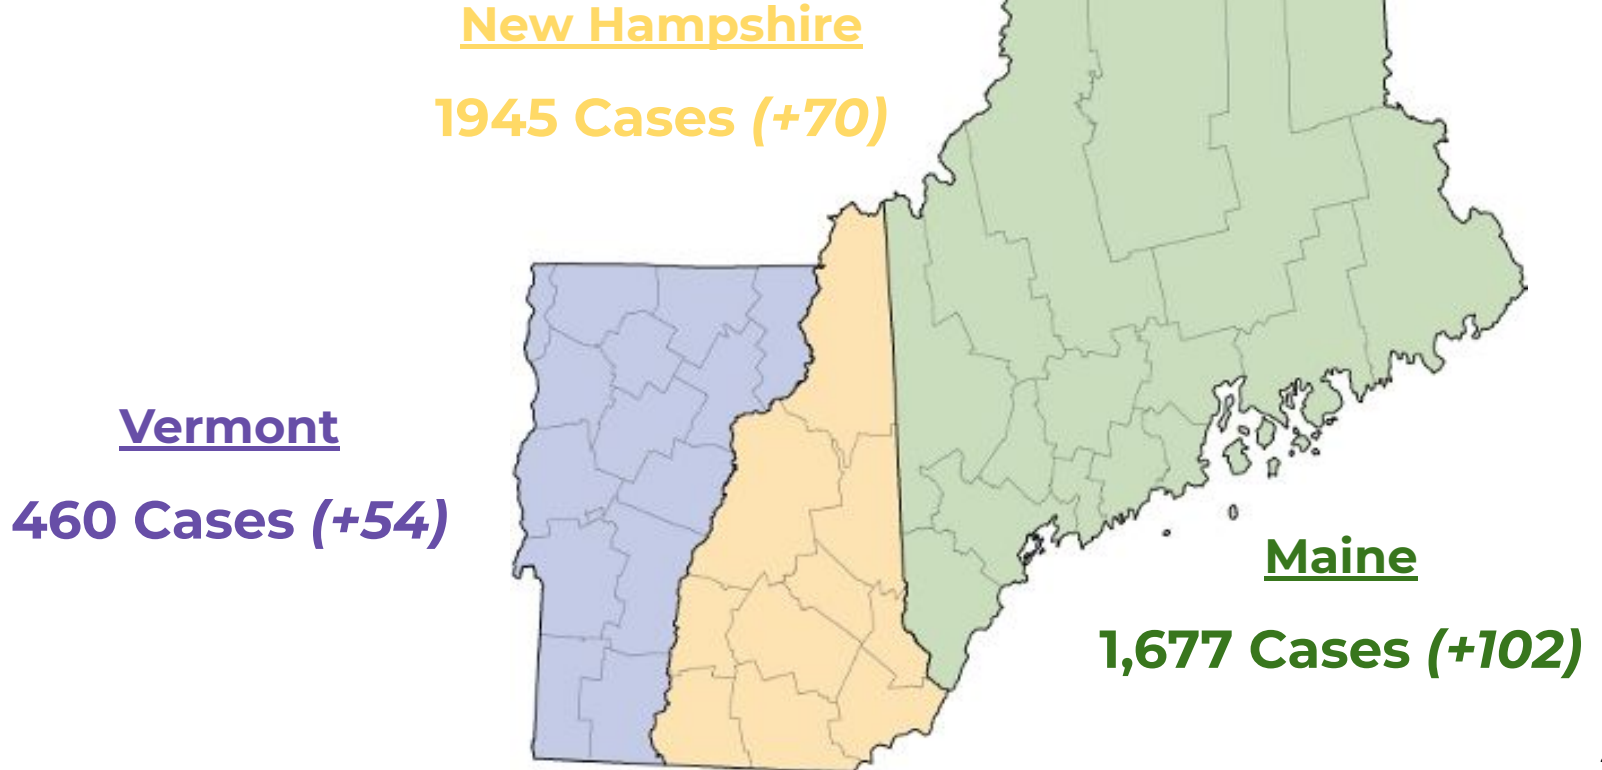 New Hampshire
1945 Cases (+70)
Vermont
460 Cases (+54)
Maine
1,677 Cases (+102)